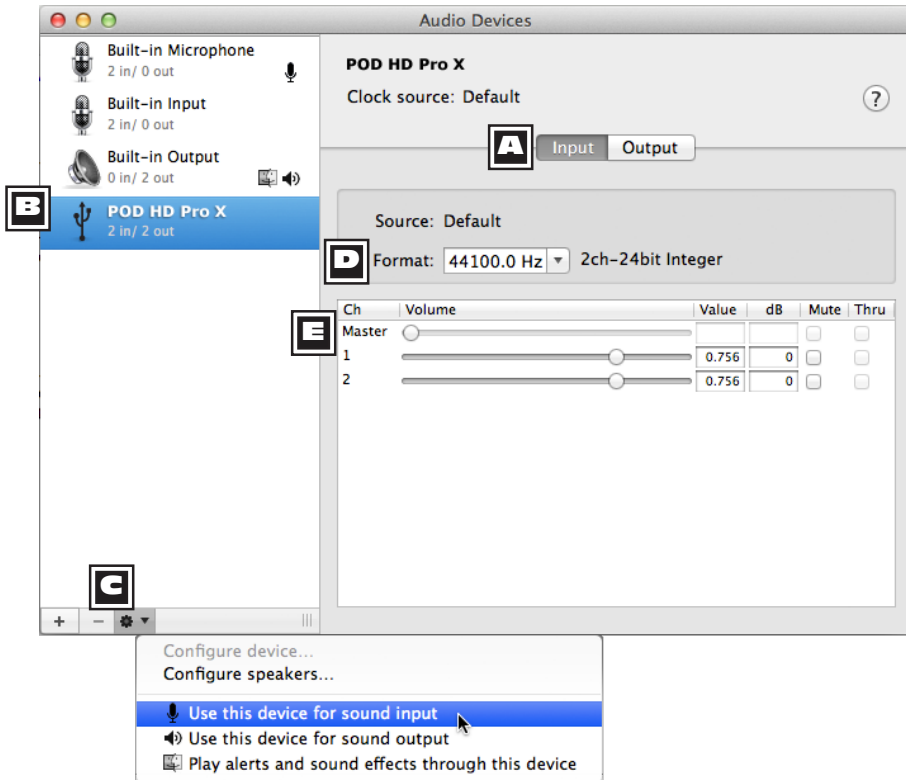 Audio Devices
Built-in Microphone
2 in/ 0 out
Built-in Input
2 in/ 0 out
Built-in Output
0 in/ 2 out
B
POD HD Pro X
2 in/ 2 out
C
+ −
POD HD Pro X
Clock source: Default
?
A
Input Output
Source: Default
D
Format: 44100.0 Hz 2ch-24bit Integer
E
Ch Volume Value dB Mute Thru
Master
1 0.756 0
2 0.756 0
Configure device...
Configure speakers...
Use this device for sound input
Use this device for sound output
Play alerts and sound effects through this device